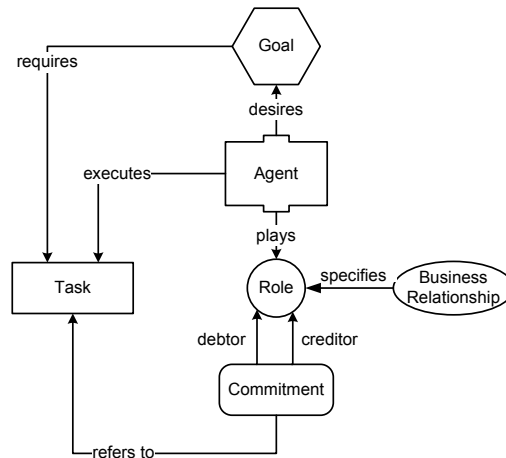 Goal
requires
desires
executes
Agent
plays
specifies
Business
Relationship
Task
Role
debtor
creditor
Commitment
refers to